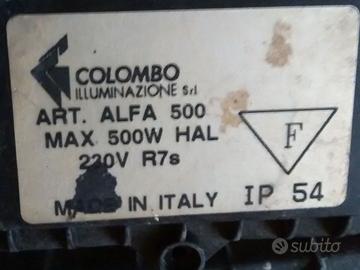 COLOMBO
ILLUMINAZIONE S.r.l.
ART. ALFA 500
MAX 500W HAL
220V R7s
F
MADE IN ITALY IP 54
subito